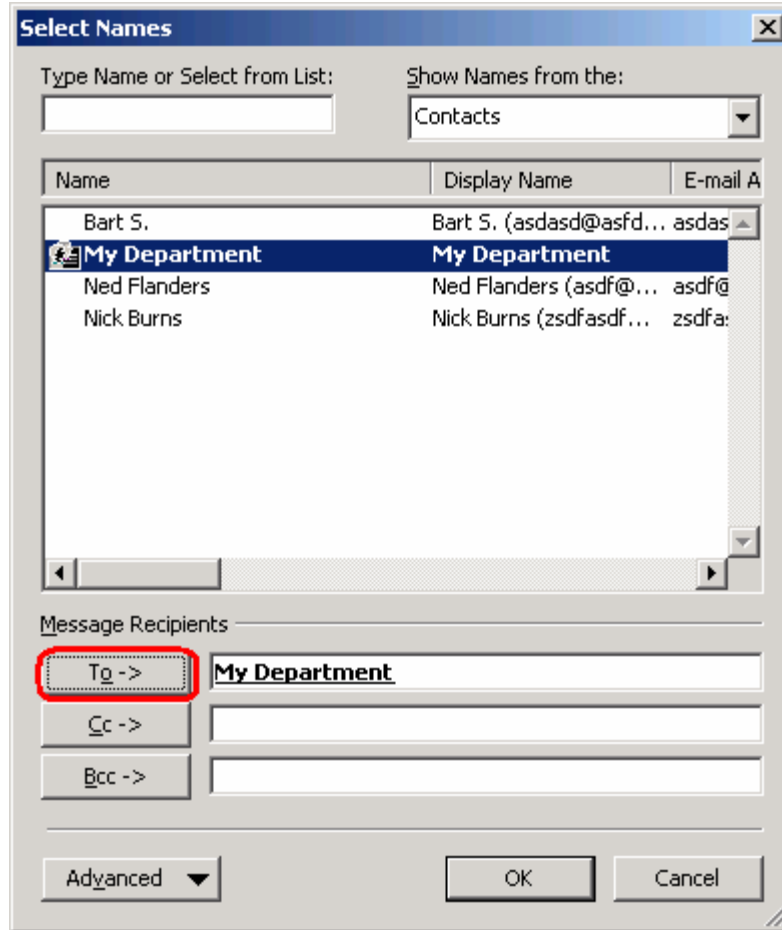 Select Names
Type Name or Select from List:
Show Names from the:
Contacts
Name Display Name E-mail A
Bart S. Bart S. (asdasd@asfd... asdas
My Department My Department
Ned Flanders Ned Flanders (asdf@... asdf@
Nick Burns Nick Burns (zsdfasdf... zsdfa
Message Recipients
To -> My Department
Cc ->
Bcc ->
Advanced OK Cancel